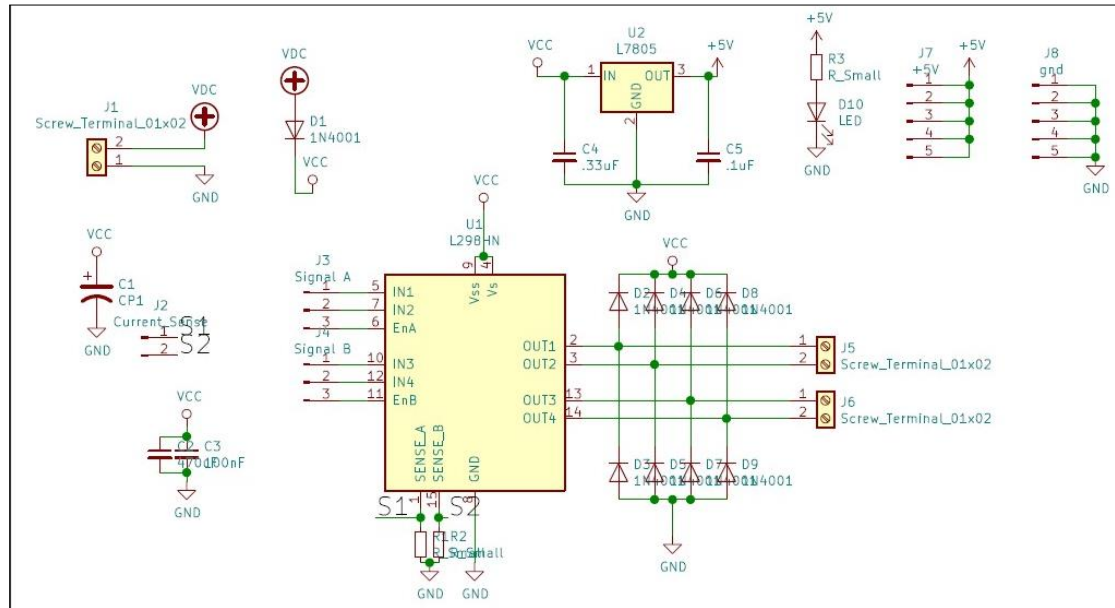 VDC
J1
Screw_Terminal_01x02
2
1
GND
VDC
D1
1N4001
VCC
VCC
U2
L7805
+5V
1
IN
OUT
3
GND
2
C4
.33uF
C5
.1uF
GND
+5V
R3
R_Small
D10
LED
GND
J7
+5V
+5V
1
2
3
4
5
J8
gnd
1
2
3
4
5
GND
VCC
C1
CP1
GND
J2
Current_Sense
1
S1
2
S2
VCC
C2
C3
100nF
GND
VCC
U1
L298HN
9
4
Vss
Vs
J3
Signal A
1
5
IN1
2
7
IN2
3
6
EnA
J4
Signal B
1
10
IN3
2
12
IN4
3
11
EnB
OUT1
2
OUT2
3
OUT3
13
OUT4
14
SENSE_A
SENSE_B
GND
1
15
8
S1
S2
R1
R2
R_Small
GND
GND
VCC
D2
D4
D6
D8
1N4001
D3
D5
D7
D9
1N4001
GND
1
J5
2
Screw_Terminal_01x02
1
J6
2
Screw_Terminal_01x02